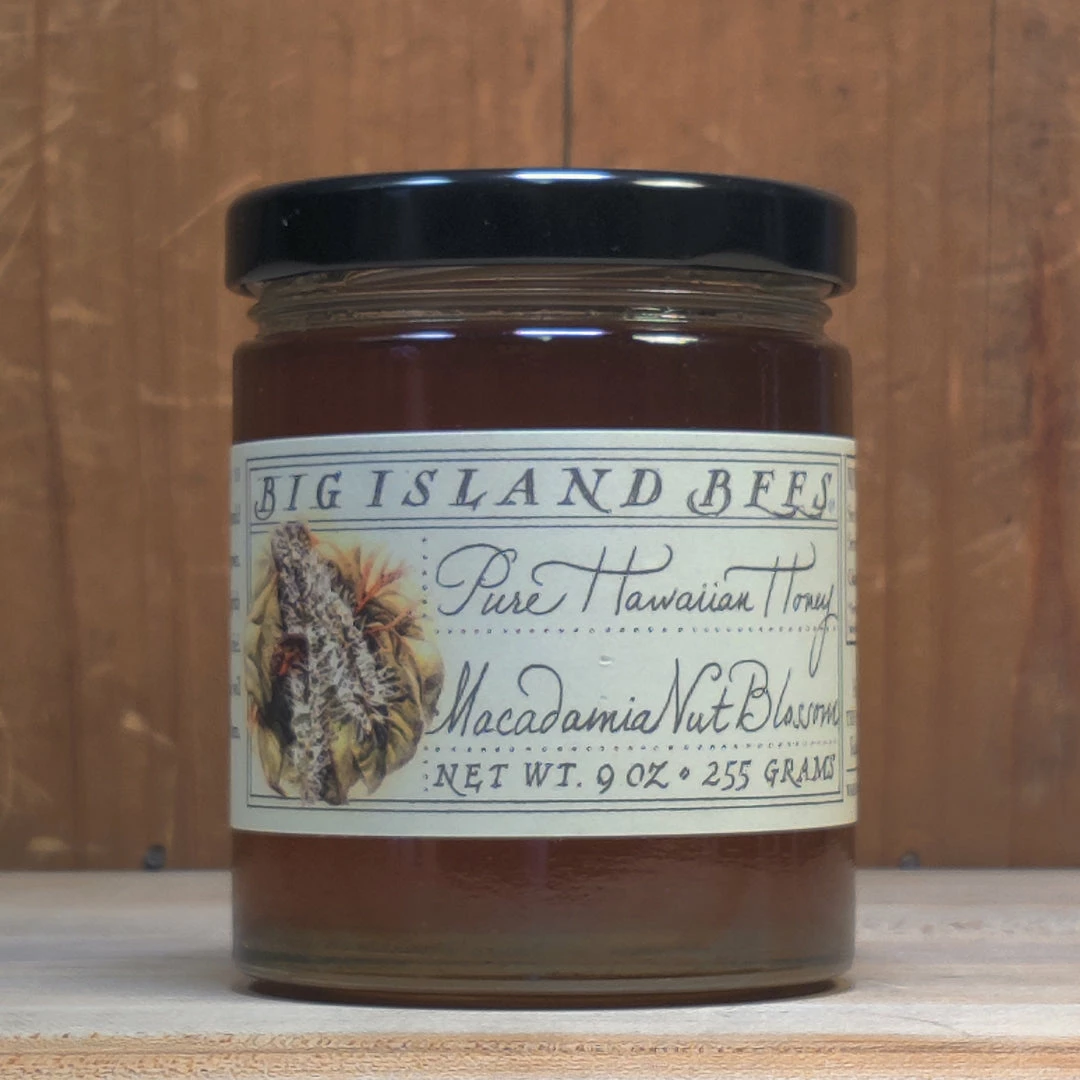 BIG ISLAND BEES
Pure Hawaiian Honey
Macadamia Nut Blossom
NET WT. 9 OZ • 255 GRAMS